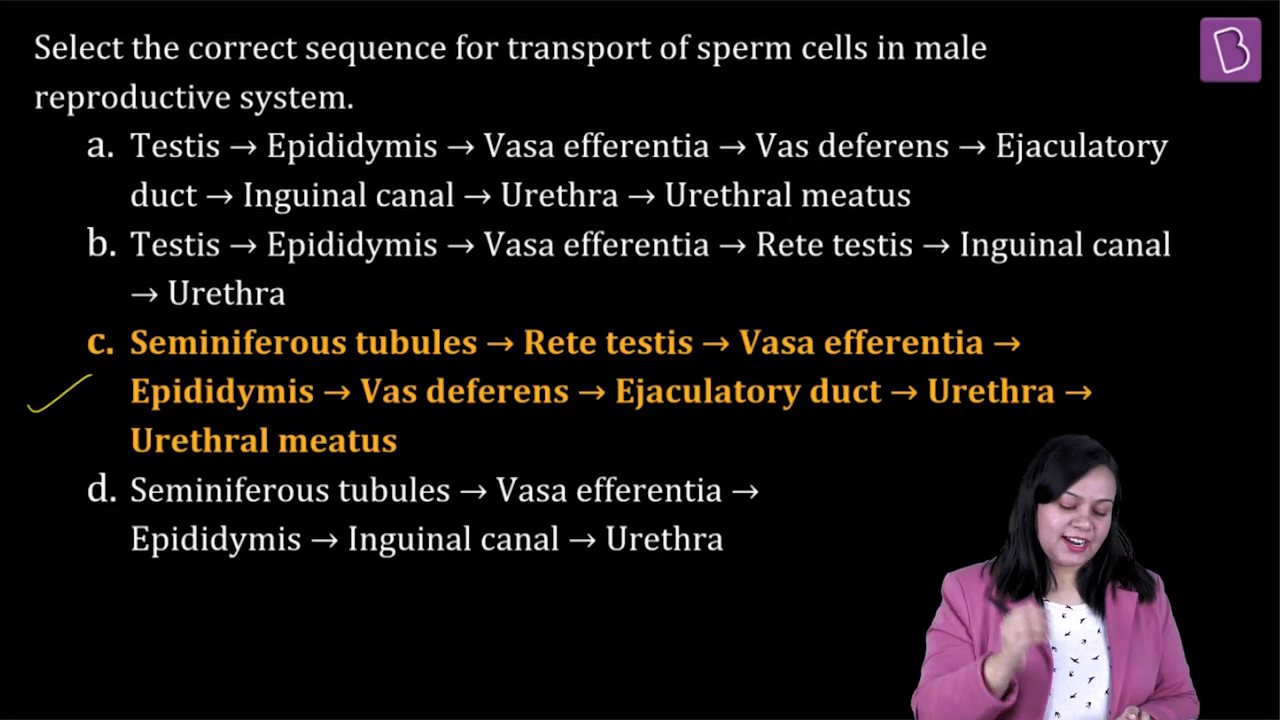 Select the correct sequence for transport of sperm cells in male
reproductive system.
a. Testis → Epididymis → Vasa efferentia → Vas deferens → Ejaculatory
duct → Inguinal canal → Urethra → Urethral meatus
b. Testis → Epididymis → Vasa efferentia → Rete testis → Inguinal canal
→ Urethra
c. Seminiferous tubules → Rete testis → Vasa efferentia →
Epididymis → Vas deferens → Ejaculatory duct → Urethra →
Urethral meatus
d. Seminiferous tubules → Vasa efferentia →
Epididymis → Inguinal canal → Urethra
B